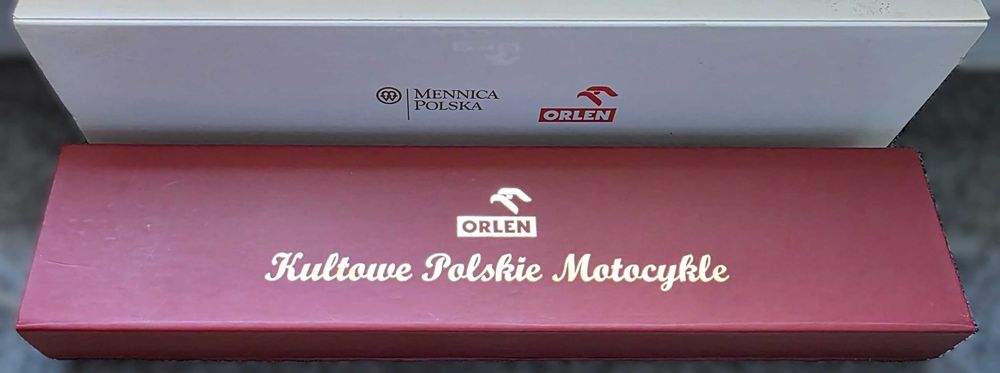 MENNICA
POLSKA
ORLEN
ORLEN
Kultowe Polskie Motocykle